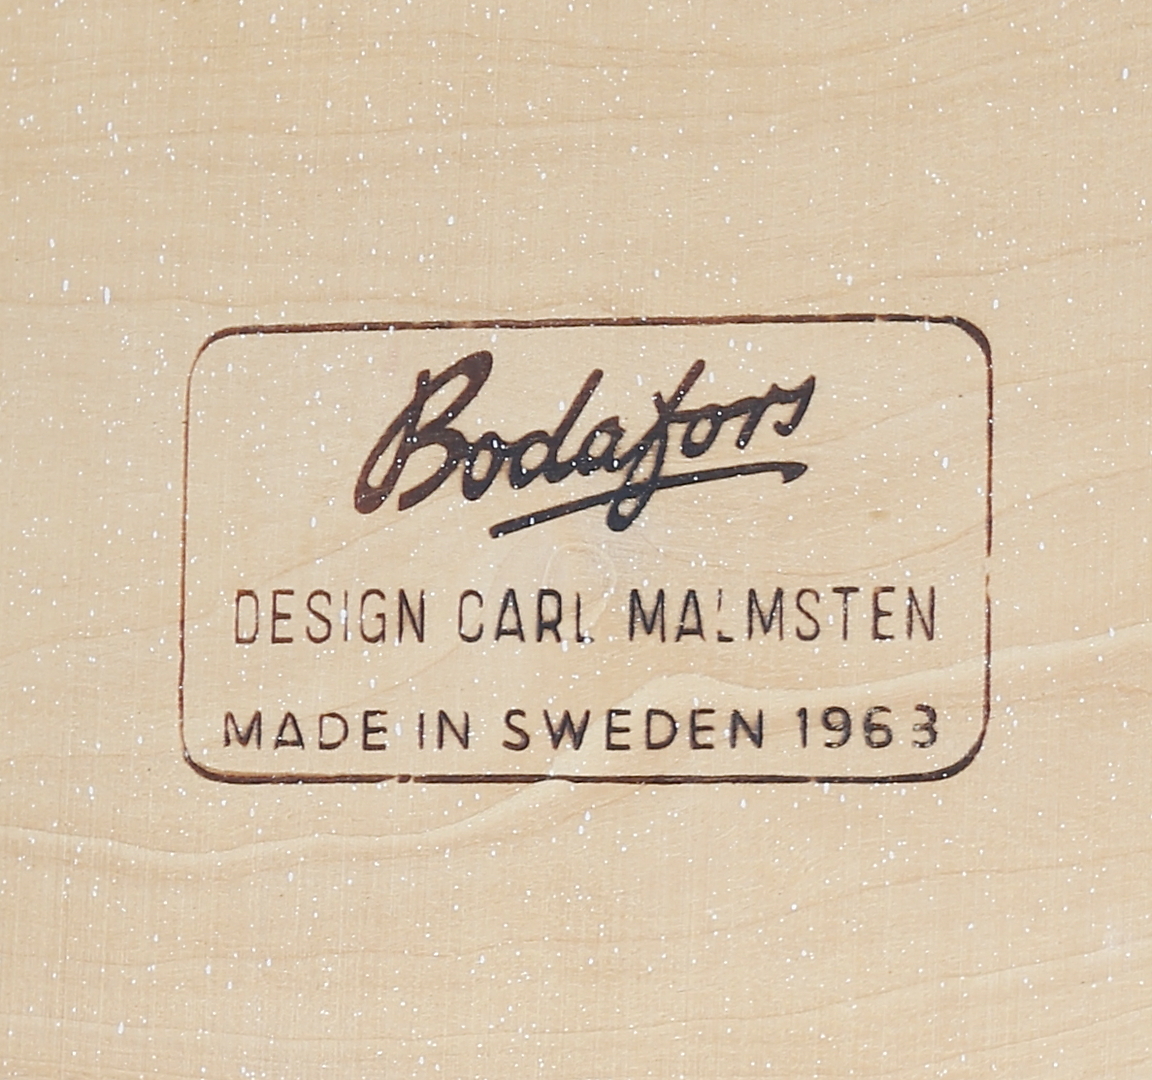 Bodafors
DESIGN CARL MALMSTEN
MADE IN SWEDEN 1963